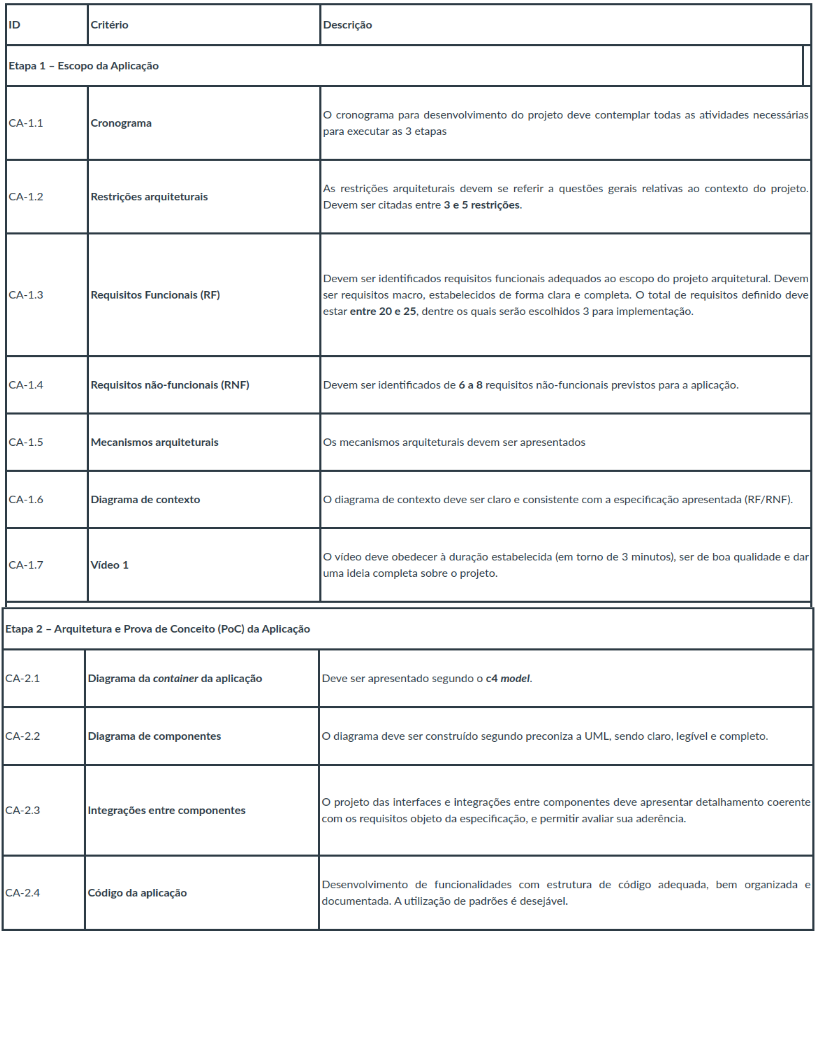 ID Critério Descrição
Etapa 1 – Escopo da Aplicação
CA-1.1 Cronograma O cronograma para desenvolvimento do projeto deve contemplar todas as atividades necessárias
para executar as 3 etapas
CA-1.2 Restrições arquiteturais As restrições arquiteturais devem se referir a questões gerais relativas ao contexto do projeto.
Devem ser citadas entre 3 e 5 restrições.
CA-1.3 Requisitos Funcionais (RF) Devem ser identificados requisitos funcionais adequados ao escopo do projeto arquitetural. Devem
ser requisitos macro, estabelecidos de forma clara e completa. O total de requisitos definido deve
estar entre 20 e 25, dentre os quais serão escolhidos 3 para implementação.
CA-1.4 Requisitos não-funcionais (RNF) Devem ser identificados de 6 a 8 requisitos não-funcionais previstos para a aplicação.
CA-1.5 Mecanismos arquiteturais Os mecanismos arquiteturais devem ser apresentados
CA-1.6 Diagrama de contexto O diagrama de contexto deve ser claro e consistente com a especificação apresentada (RF/RNF).
CA-1.7 Vídeo 1 O vídeo deve obedecer à duração estabelecida (em torno de 3 minutos), ser de boa qualidade e dar
uma ideia completa sobre o projeto.
Etapa 2 – Arquitetura e Prova de Conceito (PoC) da Aplicação
CA-2.1 Diagrama da container da aplicação Deve ser apresentado segundo o c4 model.
CA-2.2 Diagrama de componentes O diagrama deve ser construído segundo preconiza a UML, sendo claro, legível e completo.
CA-2.3 Integrações entre componentes O projeto das interfaces e integrações entre componentes deve apresentar detalhamento coerente
com os requisitos objeto da especificação, e permitir avaliar sua aderência.
CA-2.4 Código da aplicação Desenvolvimento de funcionalidades com estrutura de código adequada, bem organizada e
documentada. A utilização de padrões é desejável.